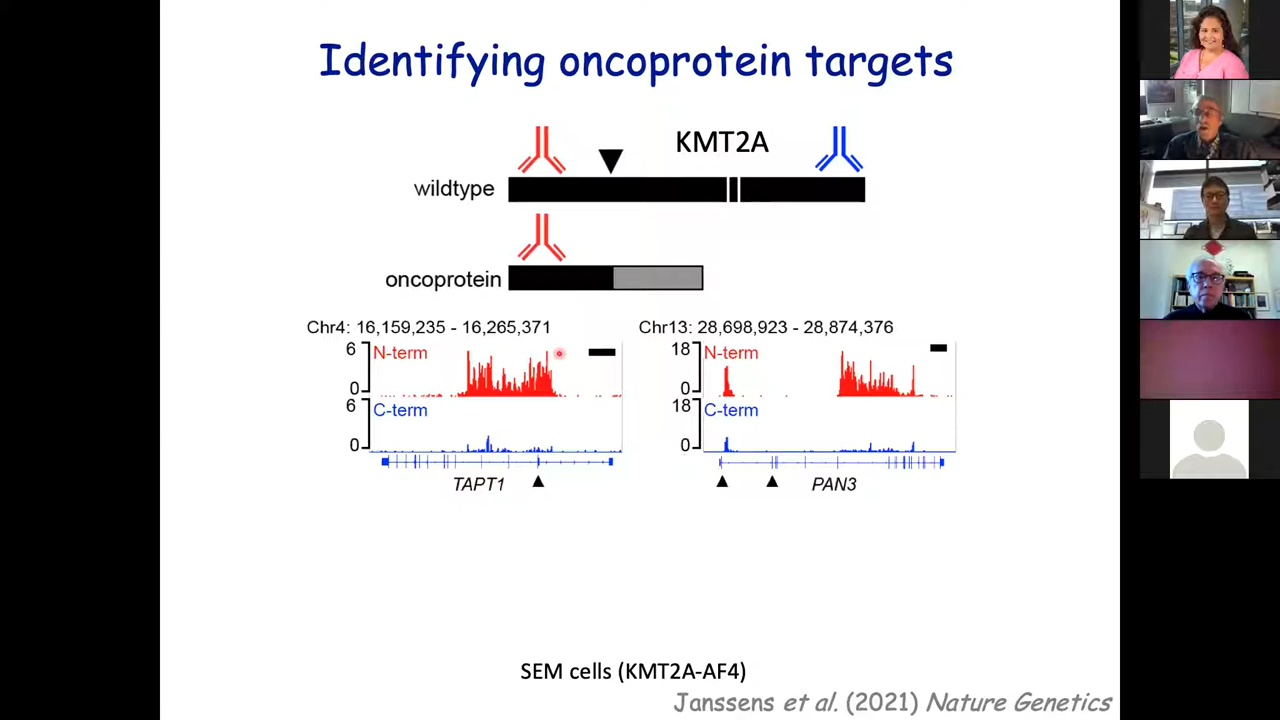 Identifying oncoprotein targets
KMT2A
wildtype
oncoprotein
Chr4: 16,159,235 - 16,265,371
6
N-term
0
6
C-term
0
TAPT1
Chr13: 28,698,923 - 28,874,376
18
N-term
0
18
C-term
0
PAN3
SEM cells (KMT2A-AF4)
Janssens et al. (2021) Nature Genetics